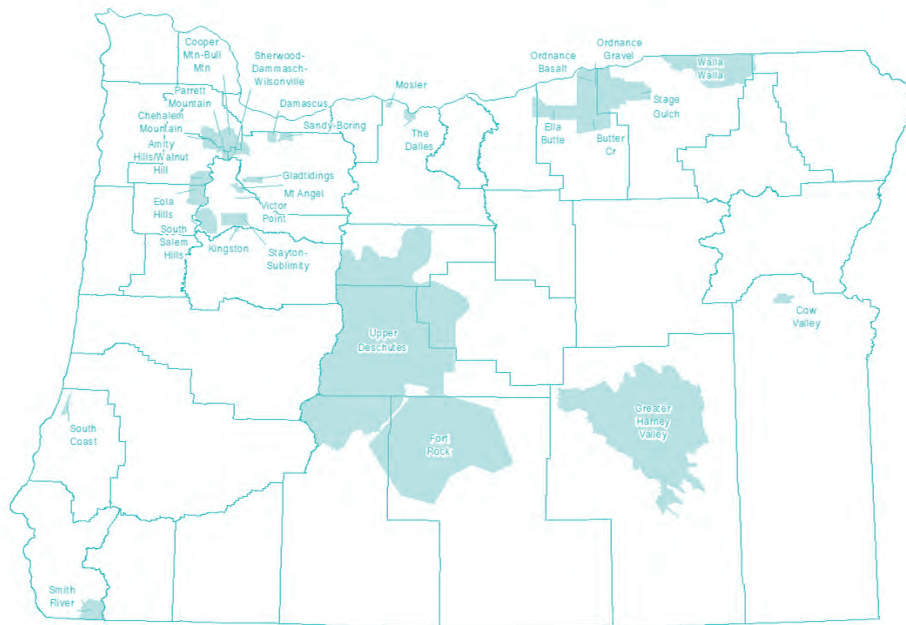 Cooper
Mtn-Bull
Mtn
Sherwood-
Dammasch-
Wilsonville
Parrett
Mountain
Damascus
Chehalem
Mountain
Sandy-Boring
Amity
Hills/Walnut
Hill
Gladtidings
Mt Angel
Eola
Hills
Victor
Point
South
Salem
Hills
Kingston
Stayton-
Sublimity
Mosier
The
Dalles
Ordnance
Basalt
Ordnance
Gravel
Walla
Walla
Stage
Gulch
Ella
Butte
Butter
Cr
Upper
Deschutes
Cow
Valley
South
Coast
Fort
Rock
Greater
Harney
Valley
Smith
River